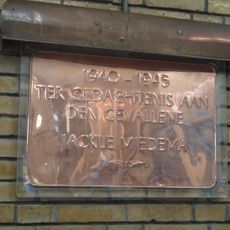 1940 - 1945
TER GEDACHTENIS AAN
DEN GEVALLENE
JACKLE MIEDEMA